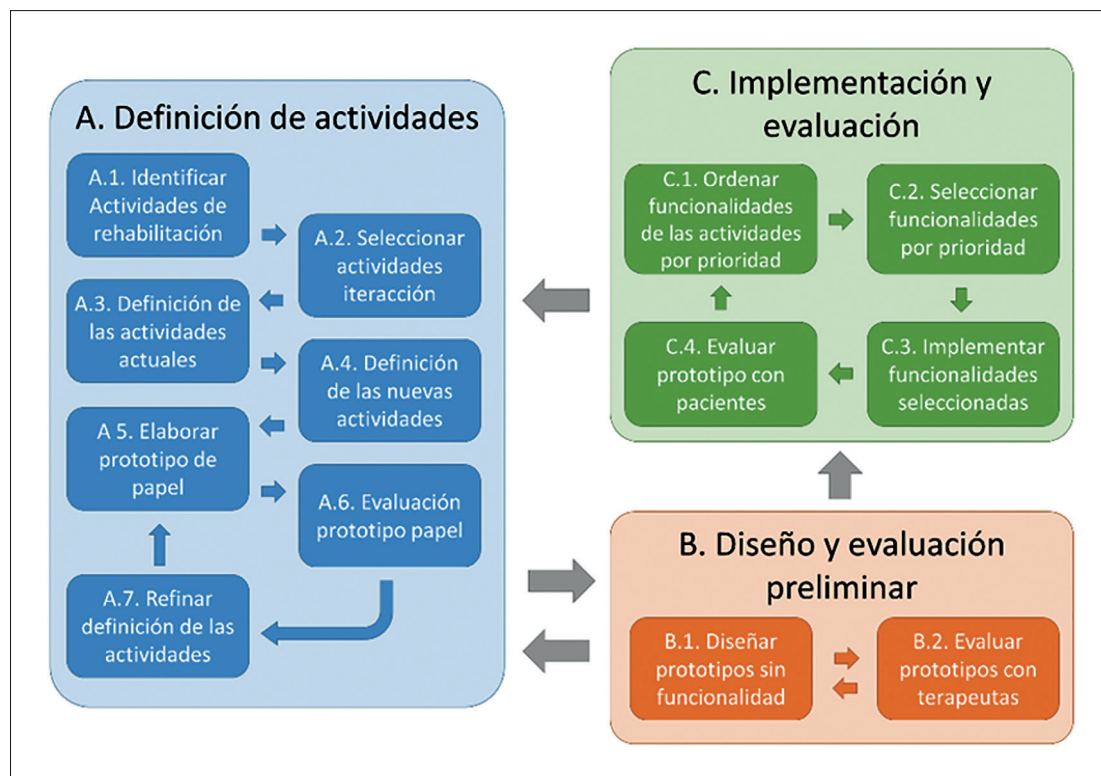 A. Definición de actividades
A.1. Identificar
Actividades de
rehabilitación
A.2. Seleccionar
actividades
iteracción
A.3. Definición de
las actividades
actuales
A.4. Definición
de las nuevas
actividades
A 5. Elaborar
prototipo de
papel
A.6. Evaluación
prototipo papel
A.7. Refinar
definición de las
actividades
C. Implementación y
evaluación
C.1. Ordenar
funcionalidades
de las actividades
por prioridad
C.2. Seleccionar
funcionalidades
por prioridad
C.3. Implementar
funcionalidades
seleccionadas
C.4. Evaluar
prototipo con
pacientes
B. Diseño y evaluación
preliminar
B.1. Diseñar
prototipos sin
funcionalidad
B.2. Evaluar
prototipos con
terapeutas